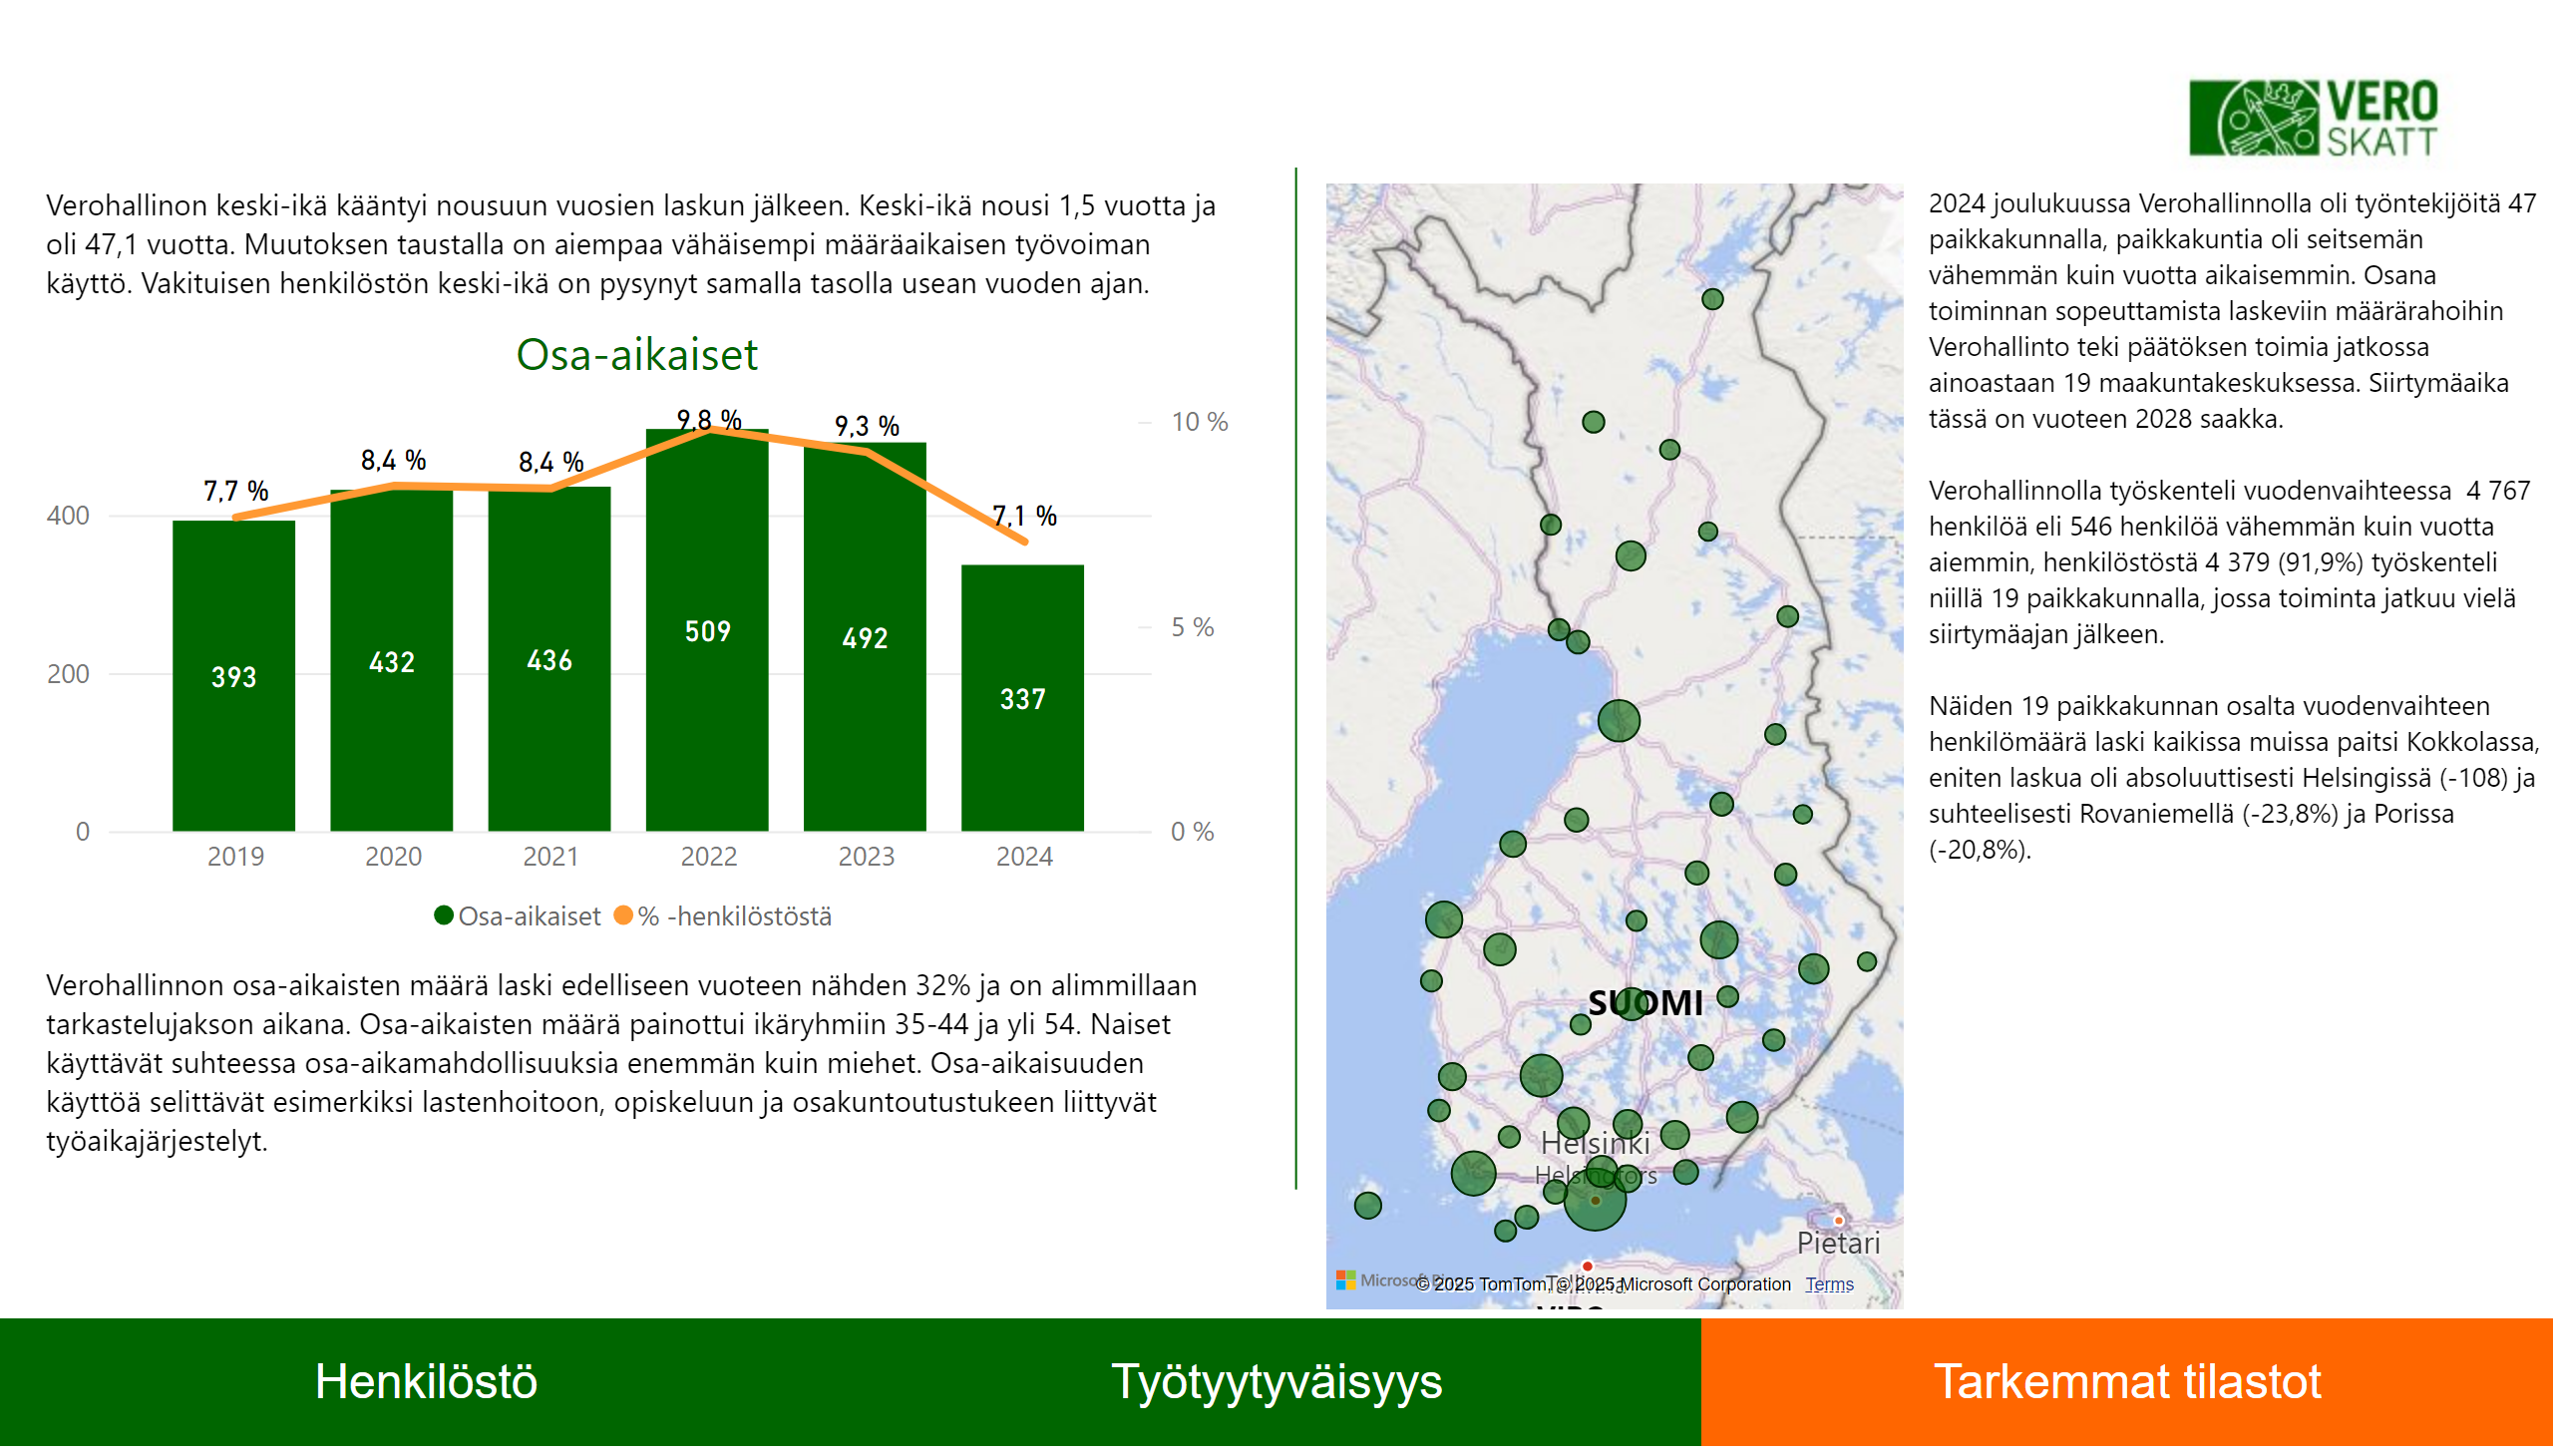 VERO
SKATT
Verohallinon keski-ikä kääntyi nousuun vuosien laskun jälkeen. Keski-ikä nousi 1,5 vuotta ja
oli 47,1 vuotta. Muutoksen taustalla on aiempaa vähäisempi määräaikaisen työvoiman
käyttö. Vakituisen henkilöstön keski-ikä on pysynyt samalla tasolla usean vuoden ajan.
Osa-aikaiset
9,8 %
9,3 %
10 %
8,4 %
8,4 %
7,7 %
7,1 %
400
5 %
509
492
432
436
393
337
200
0
0 %
2019
2020
2021
2022
2023
2024
Osa-aikaiset
% -henkilöstöstä
Verohallinnon osa-aikaisten määrä laski edelliseen vuoteen nähden 32% ja on alimmillaan
tarkastelujakson aikana. Osa-aikaisten määrä painottui ikäryhmiin 35-44 ja yli 54. Naiset
käyttävät suhteessa osa-aikamahdollisuuksia enemmän kuin miehet. Osa-aikaisuuden
käyttöä selittävät esimerkiksi lastenhoitoon, opiskeluun ja osakuntoutustukeen liittyvät
työaikajärjestelyt.
SUOMI
Helsinki
Helsingfors
Pietari
Tallinna
Microsoft Bing
© 2025 TomTom, © 2025 Microsoft Corporation Terms
2024 joulukuussa Verohallinnolla oli työntekijöitä 47
paikkakunnalla, paikkakuntia oli seitsemän
vähemmän kuin vuotta aikaisemmin. Osana
toiminnan sopeuttamista laskeviin määrärahoihin
Verohallinto teki päätöksen toimia jatkossa
ainoastaan 19 maakuntakeskuksessa. Siirtymäaika
tässä on vuoteen 2028 saakka.
Verohallinnolla työskenteli vuodenvaihteessa  4 767
henkilöä eli 546 henkilöä vähemmän kuin vuotta
aiemmin, henkilöstöstä 4 379 (91,9%) työskenteli
niillä 19 paikkakunnalla, jossa toiminta jatkuu vielä
siirtymäajan jälkeen.
Näiden 19 paikkakunnan osalta vuodenvaihteen
henkilömäärä laski kaikissa muissa paitsi Kokkolassa,
eniten laskua oli absoluuttisesti Helsingissä (-108) ja
suhteelisesti Rovaniemellä (-23,8%) ja Porissa
(-20,8%).
Henkilöstö
Työtyytyväisyys
Tarkemmat tilastot